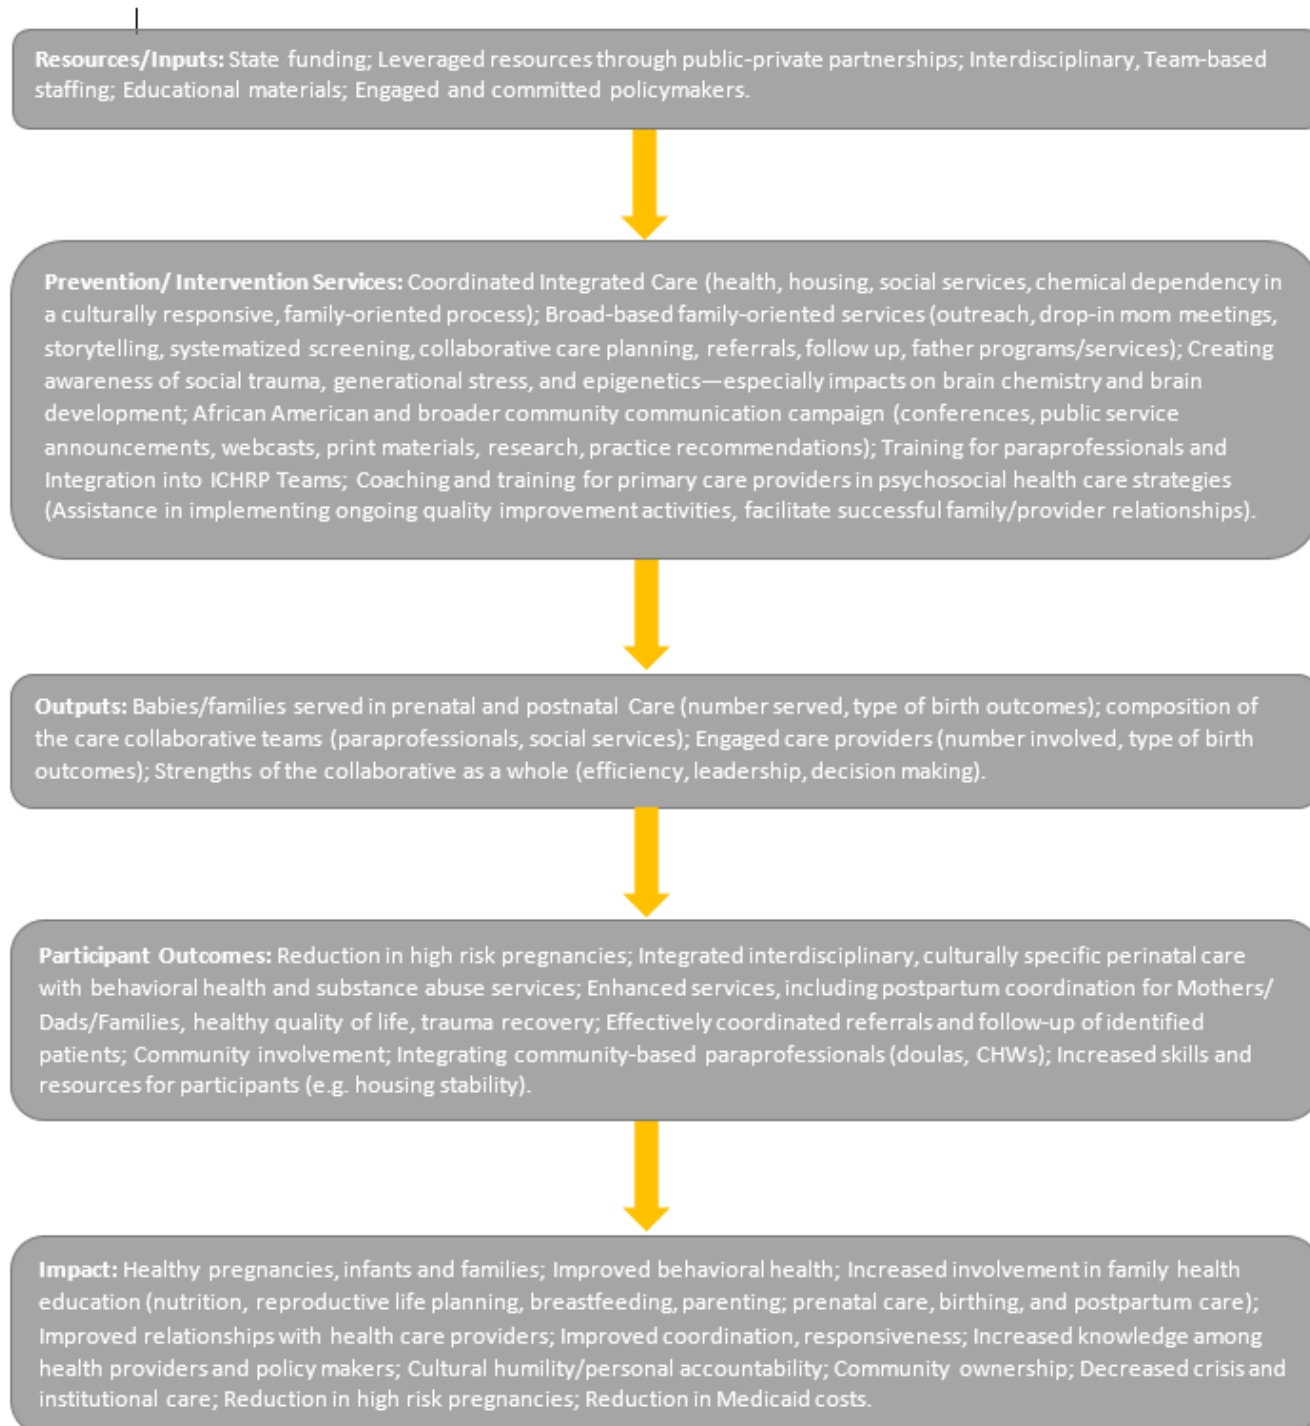 Resources/Inputs: State funding; Leveraged resources through public-private partnerships; Interdisciplinary, Team-based
staffing; Educational materials; Engaged and committed policymakers.
Prevention/ Intervention Services: Coordinated Integrated Care (health, housing, social services, chemical dependency in
a culturally responsive, family-oriented process); Broad-based family-oriented services (outreach, drop-in mom meetings,
storytelling, systematized screening, collaborative care planning, referrals, follow up, father programs/services); Creating
awareness of social trauma, generational stress, and epigenetics—especially impacts on brain chemistry and brain
development; African American and broader community communication campaign (conferences, public service
announcements, webcasts, print materials, research, practice recommendations); Training for paraprofessionals and
Integration into ICHRP Teams; Coaching and training for primary care providers in psychosocial health care strategies
(Assistance in implementing ongoing quality improvement activities, facilitate successful family/provider relationships).
Outputs: Babies/families served in prenatal and postnatal Care (number served, type of birth outcomes); composition of
the care collaborative teams (paraprofessionals, social services); Engaged care providers (number involved, type of birth
outcomes); Strengths of the collaborative as a whole (efficiency, leadership, decision making).
Participant Outcomes: Reduction in high risk pregnancies; Integrated interdisciplinary, culturally specific perinatal care
with behavioral health and substance abuse services; Enhanced services, including postpartum coordination for Mothers/
Dads/Families, healthy quality of life, trauma recovery; Effectively coordinated referrals and follow-up of identified
patients; Community involvement; Integrating community-based paraprofessionals (doulas, CHWs); Increased skills and
resources for participants (e.g. housing stability).
Impact: Healthy pregnancies, infants and families; Improved behavioral health; Increased involvement in family health
education (nutrition, reproductive life planning, breastfeeding, parenting; prenatal care, birthing, and postpartum care);
Improved relationships with health care providers; Improved coordination, responsiveness; Increased knowledge among
health providers and policy makers; Cultural humility/personal accountability; Community ownership; Decreased crisis and
institutional care; Reduction in high risk pregnancies; Reduction in Medicaid costs.